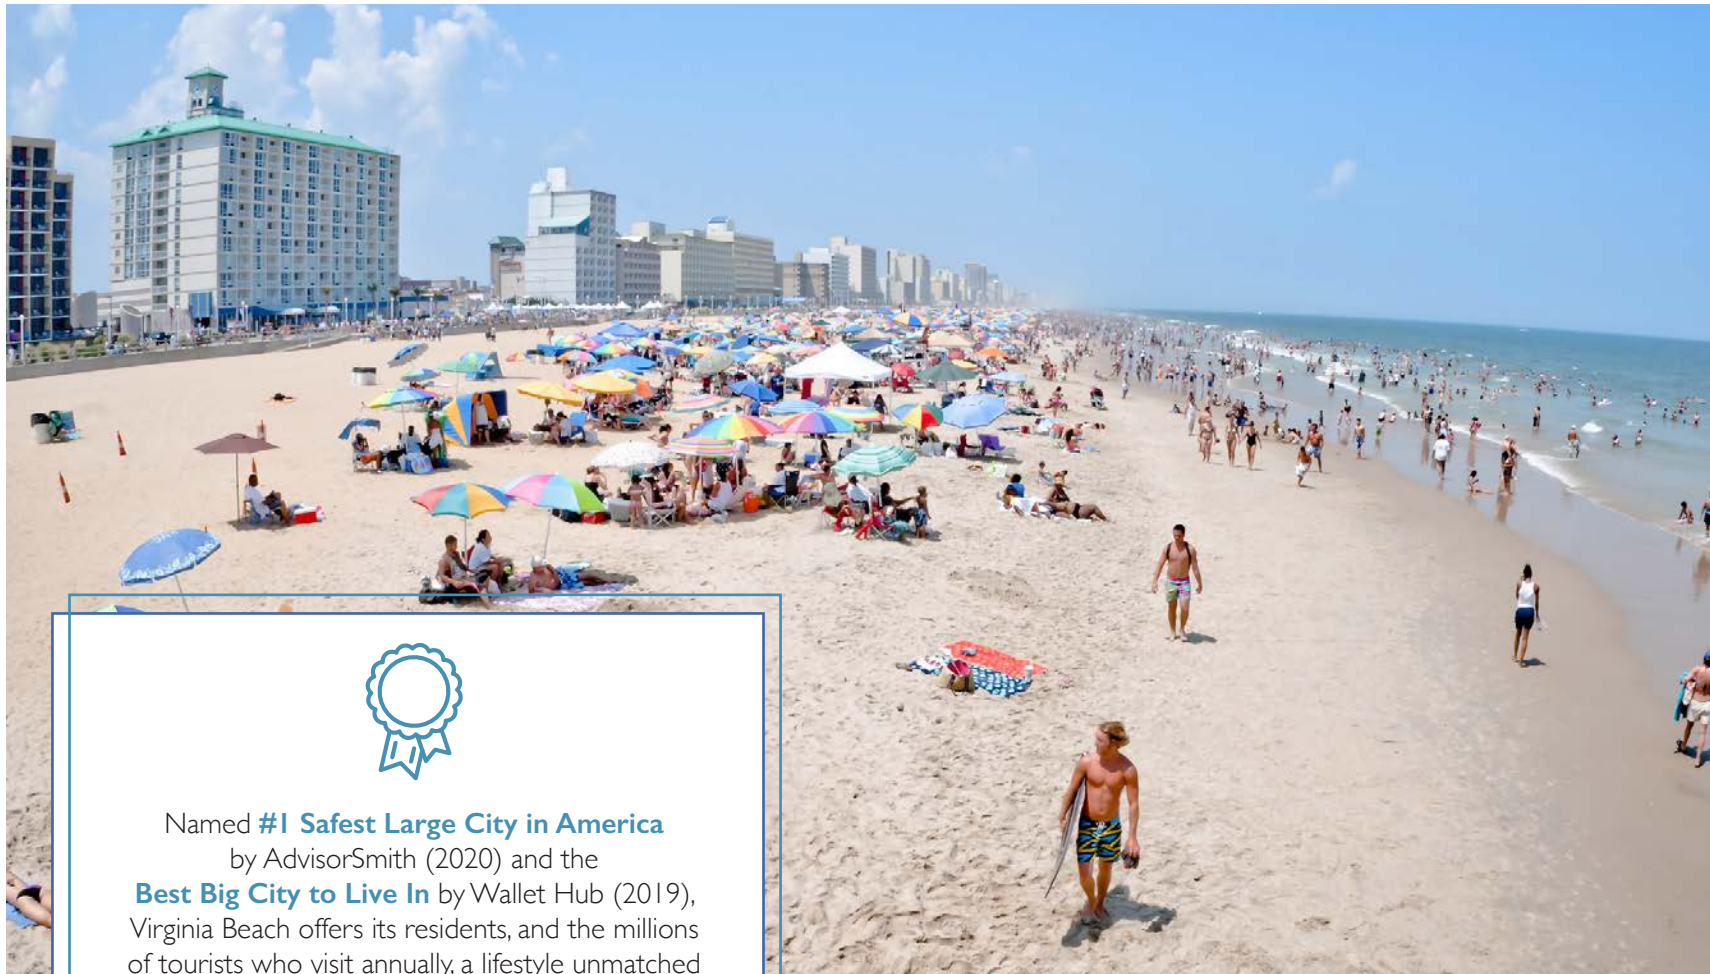 Named #1 Safest Large City in America
by AdvisorSmith (2020) and the
Best Big City to Live In by Wallet Hub (2019),
Virginia Beach offers its residents, and the millions
of tourists who visit annually, a lifestyle unmatched